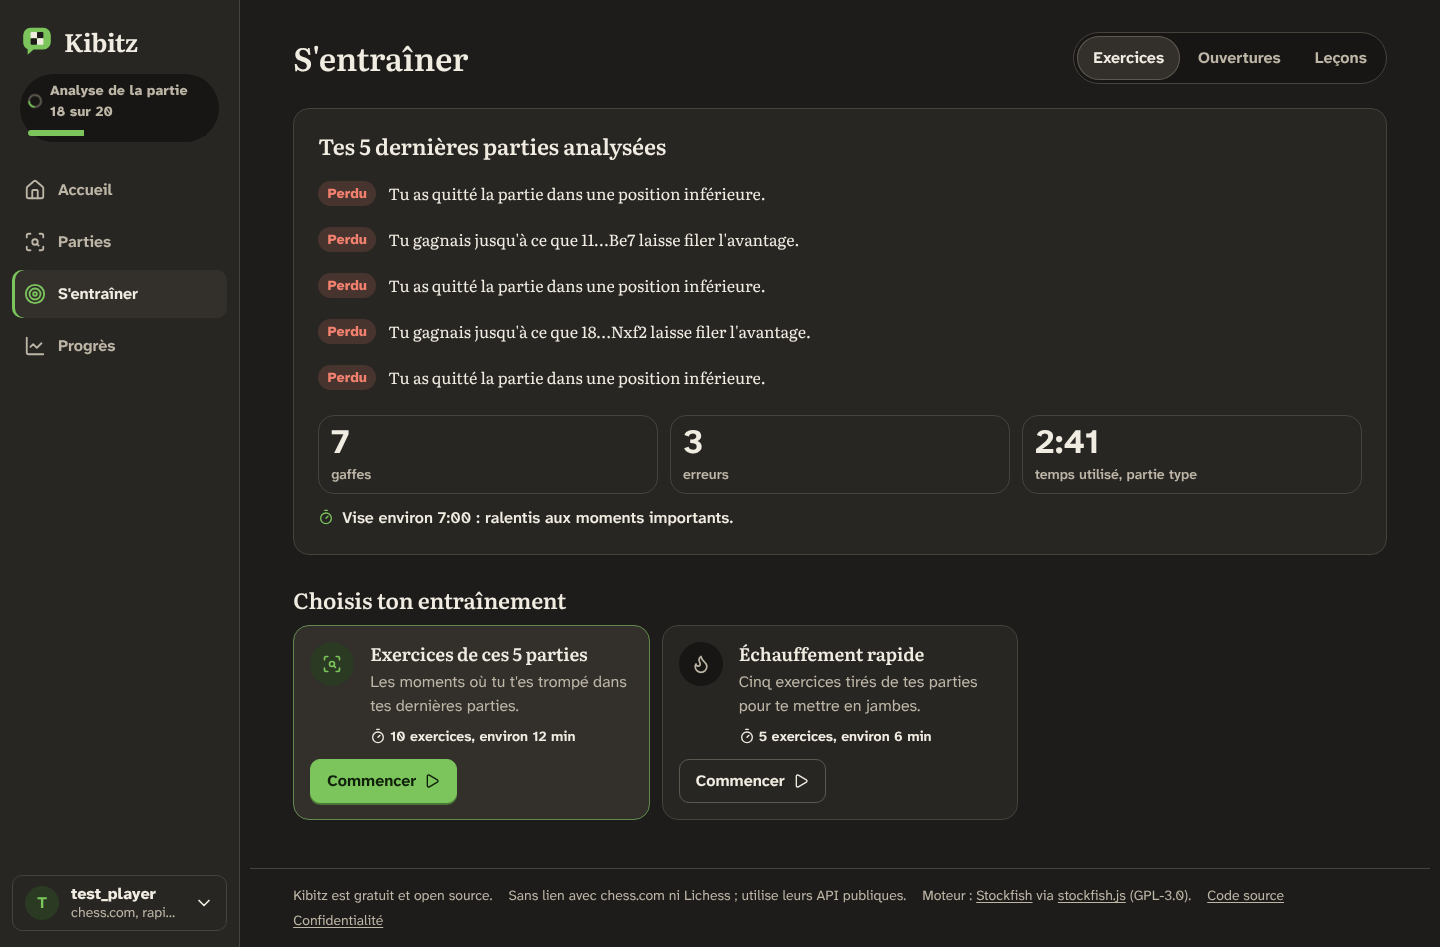 Kibitz
Analyse de la partie
18 sur 20
Accueil
Parties
S'entraîner
Progrès
test_player
chess.com, rapi...
S'entraîner
Exercices
Ouvertures
Leçons
Tes 5 dernières parties analysées
Perdu Tu as quitté la partie dans une position inférieure.
Perdu Tu gagnais jusqu'à ce que 11...Be7 laisse filer l'avantage.
Perdu Tu as quitté la partie dans une position inférieure.
Perdu Tu gagnais jusqu'à ce que 18...Nxf2 laisse filer l'avantage.
Perdu Tu as quitté la partie dans une position inférieure.
7
gaffes
3
erreurs
2:41
temps utilisé, partie type
Vise environ 7:00 : ralentis aux moments importants.
Choisis ton entraînement
Exercices de ces 5 parties
Les moments où tu t'es trompé dans
tes dernières parties.
10 exercices, environ 12 min
Commencer
Échauffement rapide
Cinq exercices tirés de tes parties
pour te mettre en jambes.
5 exercices, environ 6 min
Commencer
Kibitz est gratuit et open source. Sans lien avec chess.com ni Lichess ; utilise leurs API publiques. Moteur : Stockfish via stockfish.js (GPL-3.0). Code source
Confidentialité
T